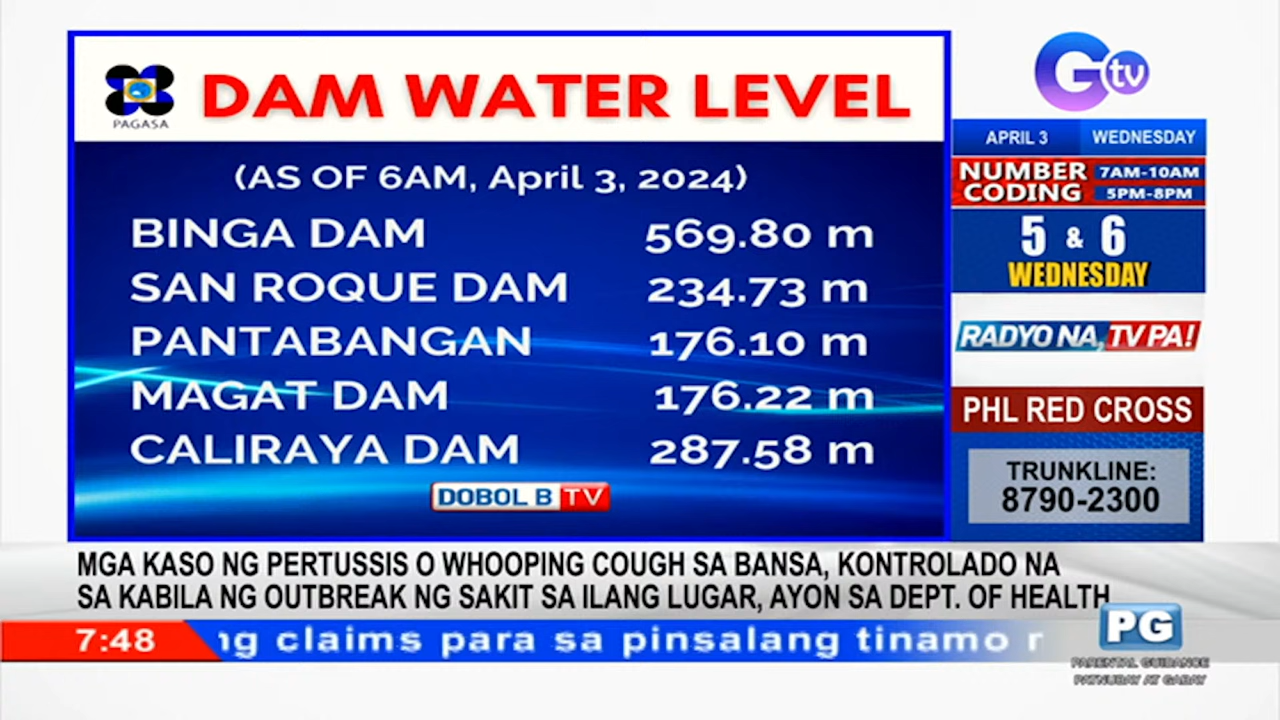 PAGASA
DAM WATER LEVEL
(AS OF 6AM, April 3, 2024)
BINGA DAM 569.80 m
SAN ROQUE DAM 234.73 m
PANTABANGAN 176.10 m
MAGAT DAM 176.22 m
CALIRAYA DAM 287.58 m
DOBOL B TV
Gtv
APRIL 3 WEDNESDAY
NUMBER CODING 7AM-10AM 5PM-8PM
5 & 6
WEDNESDAY
RADYO NA, TV PA!
PHL RED CROSS
TRUNKLINE:
8790-2300
MGA KASO NG PERTUSSIS O WHOOPING COUGH SA BANSA, KONTROLADO NA
SA KABILA NG OUTBREAK NG SAKIT SA ILANG LUGAR, AYON SA DEPT. OF HEALTH
7:48 ng claims para sa pinsalang tinamo
PG
PARENTAL GUIDANCE
PATNUBAY AT GABAY